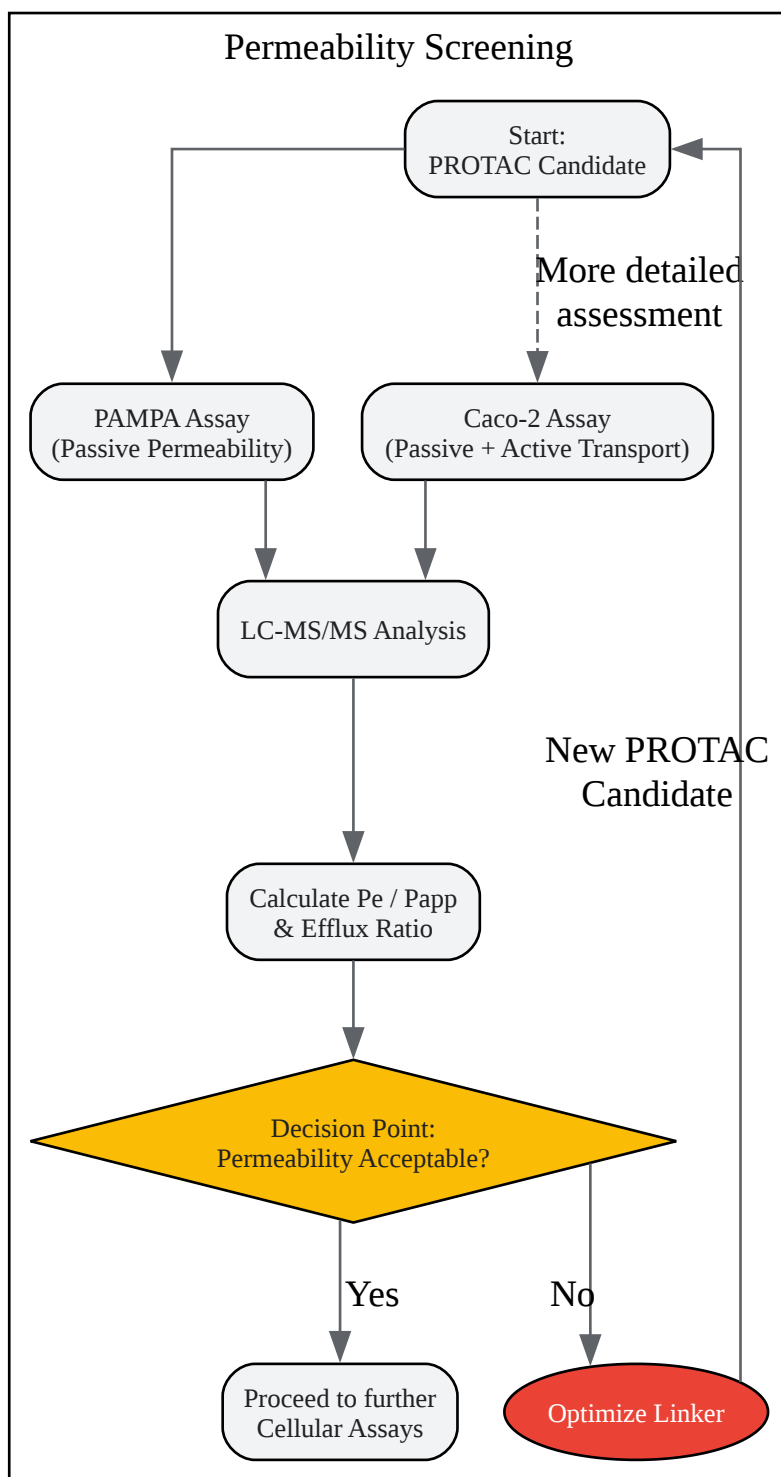 Permeability Screening
Start:
PROTAC Candidate
More detailed
assessment
PAMPA Assay
(Passive Permeability)
Caco-2 Assay
(Passive + Active Transport)
LC-MS/MS Analysis
New PROTAC
Candidate
Calculate Pe / Papp
& Efflux Ratio
Decision Point:
Permeability Acceptable?
Yes
No
Proceed to further
Cellular Assays
Optimize Linker